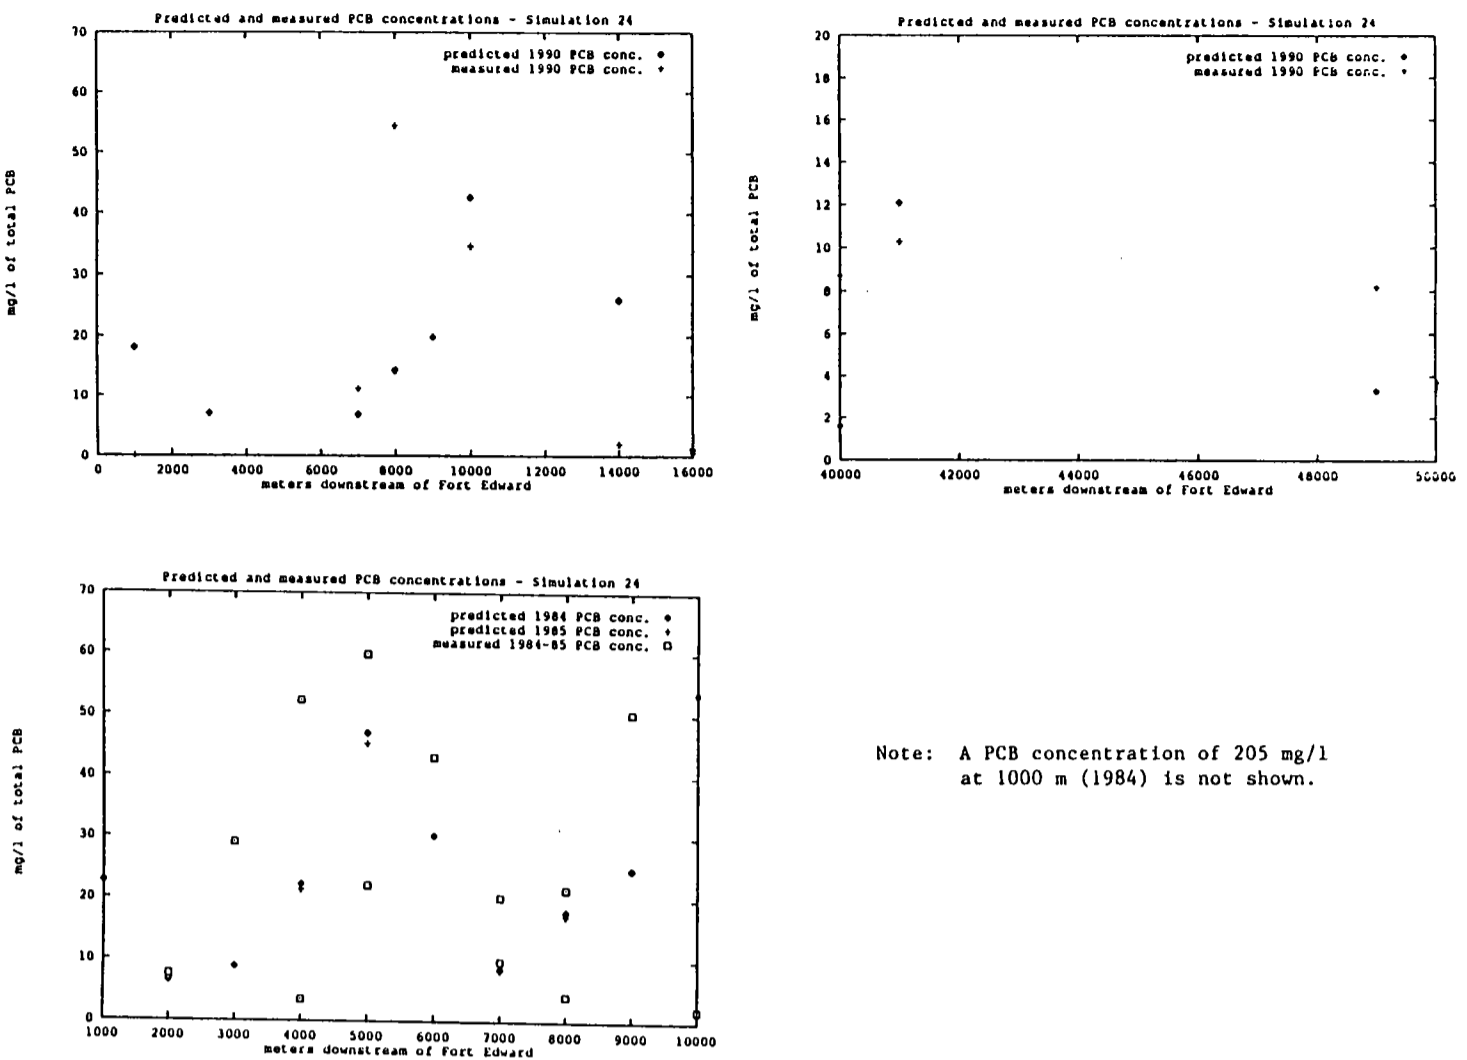 Predicted and measured PCB concentrations - Simulation 24
predicted 1990 PCB conc.
measured 1990 PCB conc.
mg/l of total PCB
70
60
50
40
30
20
10
0
0 2000 4000 6000 8000 10000 12000 14000 16000
meters downstream of Fort Edward
Predicted and measured PCB concentrations - Simulation 24
predicted 1990 PCB conc.
measured 1990 PCB conc.
mg/l of total PCB
20
18
16
14
12
10
8
6
4
2
0
40000 42000 44000 46000 48000 50000
meters downstream of Fort Edward
Predicted and measured PCB concentrations - Simulation 24
predicted 1984 PCB conc.
predicted 1985 PCB conc.
measured 1984-85 PCB conc.
mg/l of total PCB
70
60
50
40
30
20
10
0
1000 2000 3000 4000 5000 6000 7000 8000 9000 10000
meters downstream of Fort Edward
Note: A PCB concentration of 205 mg/l
at 1000 m (1984) is not shown.